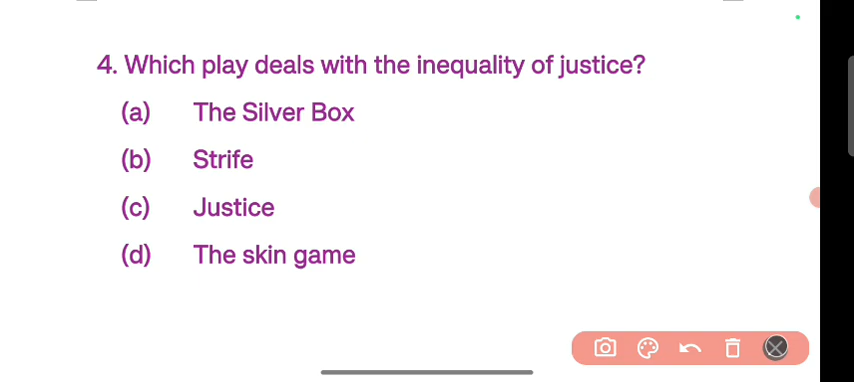 4. Which play deals with the inequality of justice?
(a) The Silver Box
(b) Strife
(c) Justice
(d) The skin game